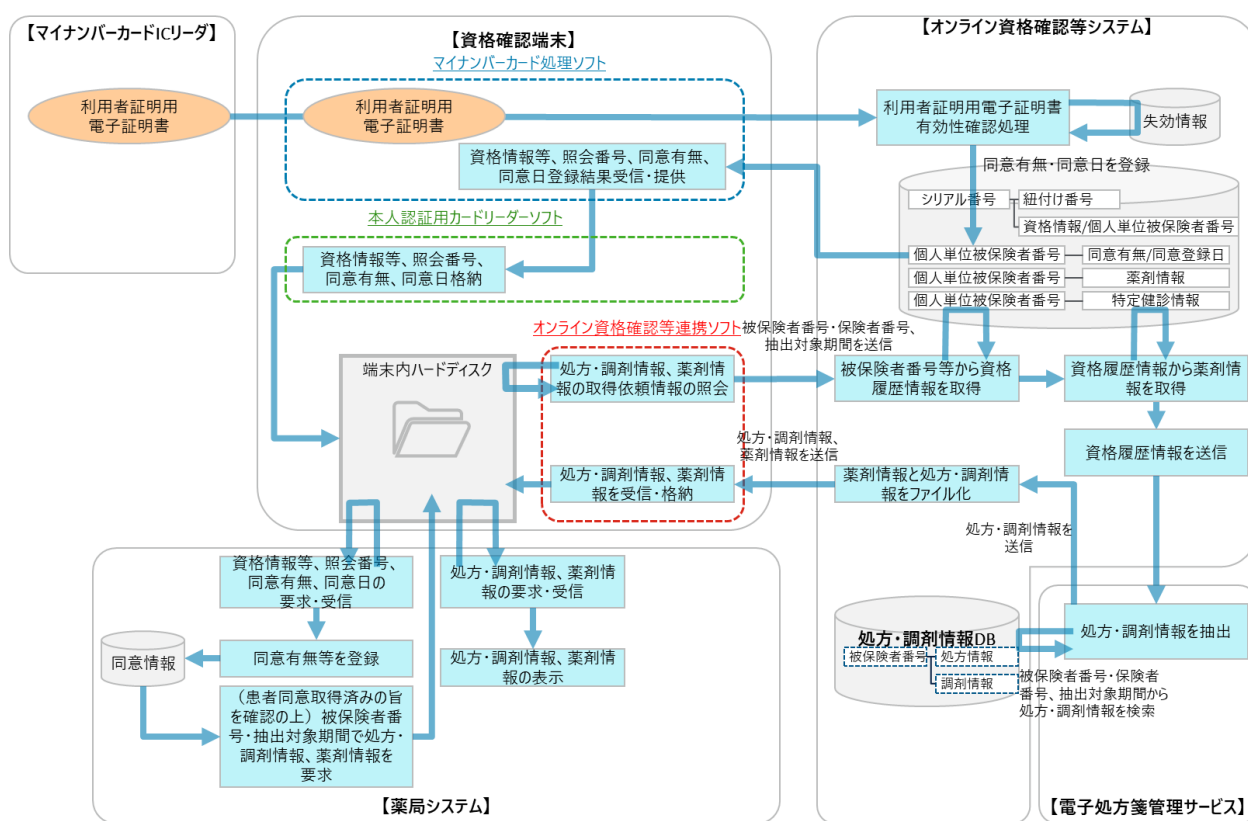 【マイナンバーカードICリーダ】
利用者証明用
電子証明書
【資格確認端末】
マイナンバーカード処理ソフト
利用者証明用
電子証明書
資格情報等、照会番号、同意有無、
同意日登録結果受信・提供
本人認証用カードリーダーソフト
資格情報等、照会番号、
同意有無、同意日格納
【オンライン資格確認等システム】
利用者証明用電子証明書
有効性確認処理
失効情報
同意有無・同意日を登録
シリアル番号
紐付け番号
資格情報/個人単位被保険者番号
個人単位被保険者番号
同意有無/同意登録日
個人単位被保険者番号
薬剤情報
個人単位被保険者番号
特定健診情報
オンライン資格確認等連携ソフト
被保険者番号・保険者番号、
抽出対象期間を送信
端末内ハードディスク
処方・調剤情報、薬剤情
報の取得依頼情報の照会
被保険者番号等から資格
履歴情報を取得
資格履歴情報から薬剤情
報を取得
資格履歴情報を送信
処方・調剤情報、
薬剤情報を送信
処方・調剤情報、薬剤情
報を受信・格納
薬剤情報と処方・調剤情
報をファイル化
処方・調剤情報を
送信
資格情報等、照会番号、
同意有無、同意日の
要求・受信
処方・調剤情報、薬剤情
報の要求・受信
同意情報
同意有無等を登録
処方・調剤情報、薬剤情
報の表示
（患者同意取得済みの旨
を確認の上）被保険者番
号・抽出対象期間で処方・
調剤情報、薬剤情報を
要求
【薬局システム】
処方・調剤情報DB
被保険者番号
処方情報
調剤情報
処方・調剤情報を抽出
被保険者番号・保険者
番号、抽出対象期間から
処方・調剤情報を検索
【電子処方箋管理サービス】